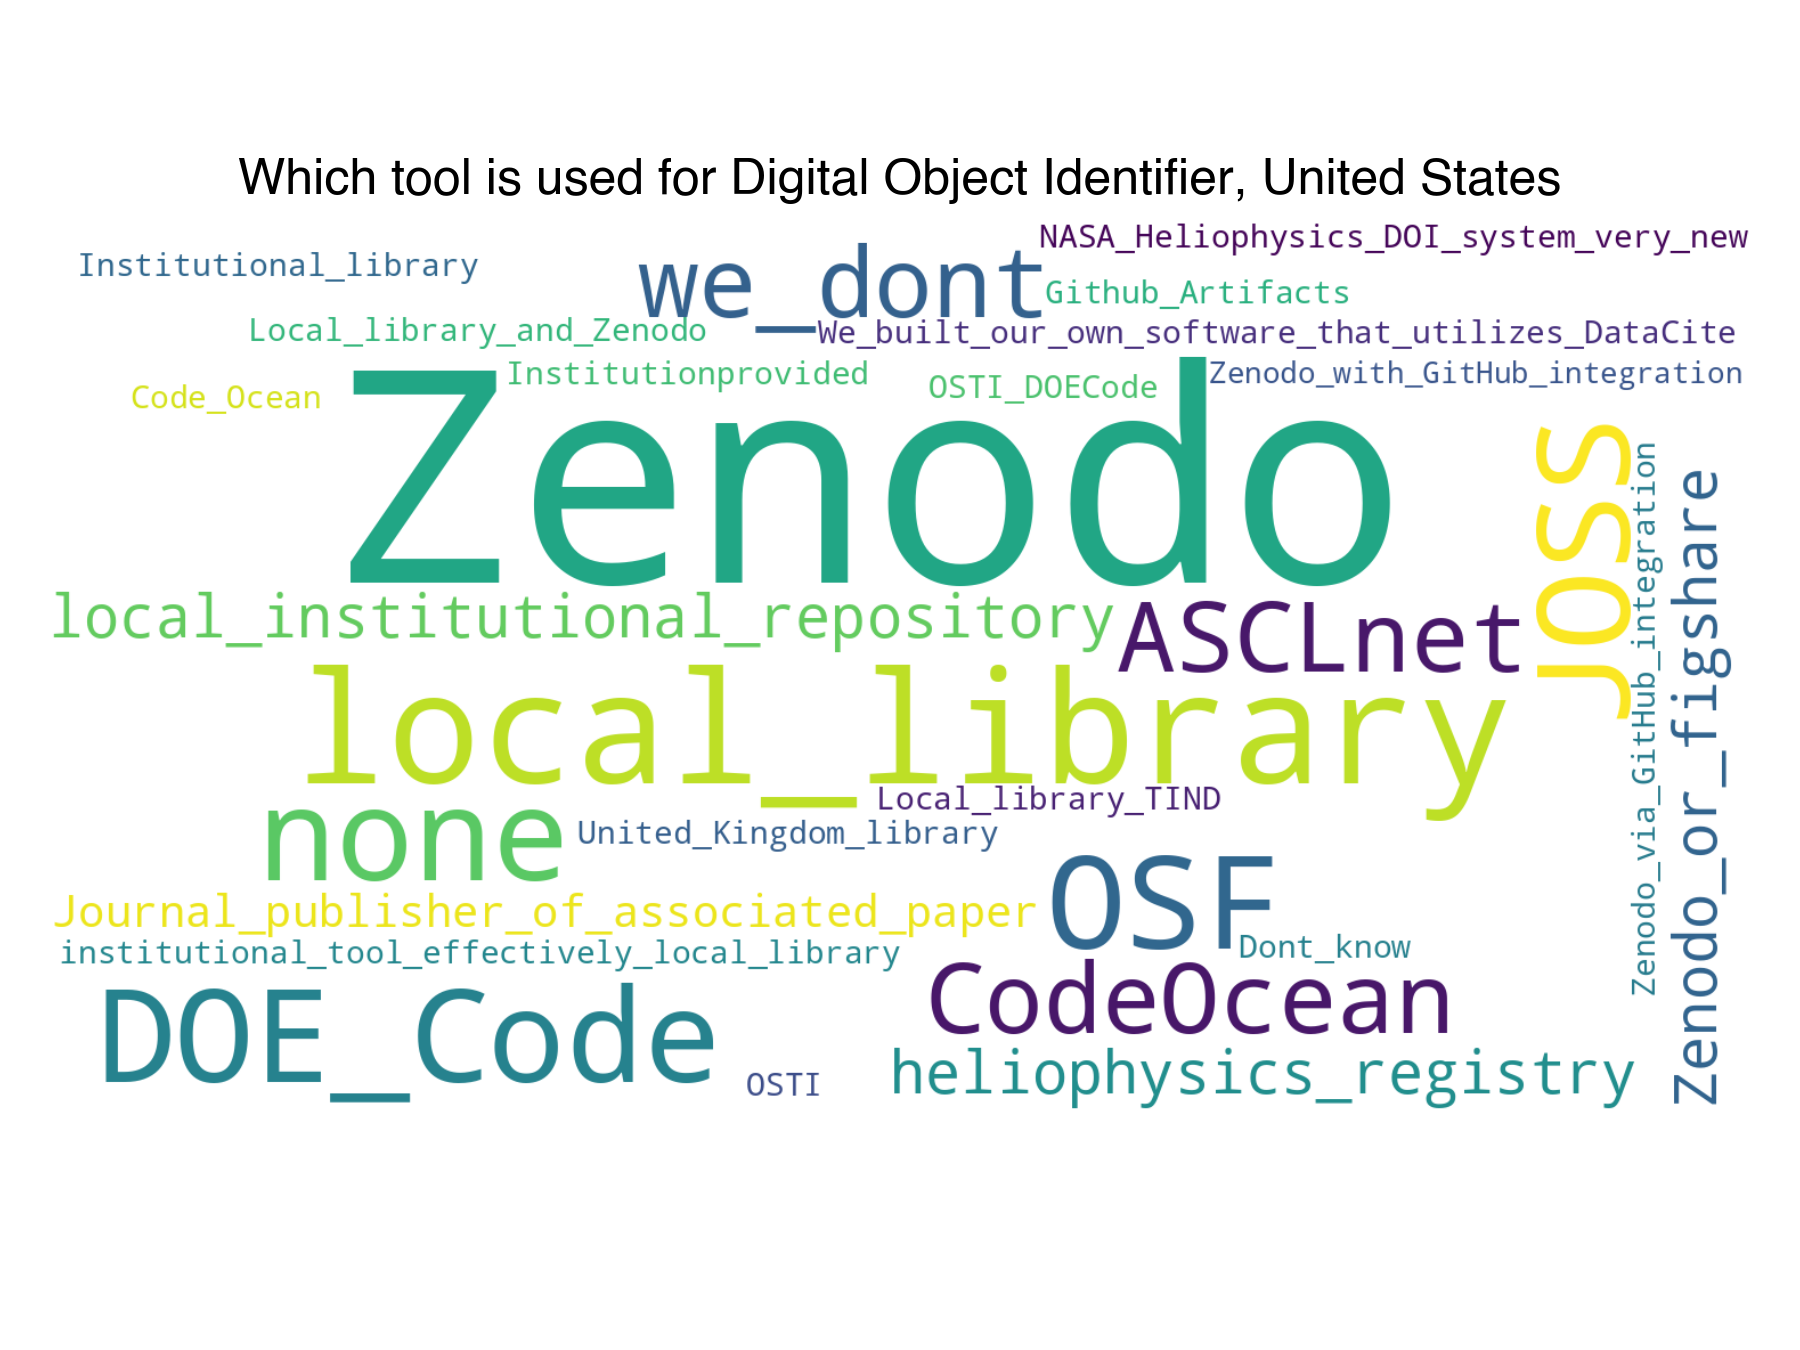 Which tool is used for Digital Object Identifier, United States
NASA_Heliophysics_DOI_system_very_new
Institutional_library
we_dont
Github_Artifacts
Local_library_and_Zenodo
We_built_our_own_software_that_utilizes_DataCite
Institutionprovided
Zenodo_with_GitHub_integration
Code_Ocean
OSTI_DOECode
Zenodo
JOSS
Zenodo_via_GitHub_integration
Zenodo_or_figshare
local_institutional_repository
ASCLnet
local_library
Local_library_TIND
none
United_Kingdom_library
OSF
Journal_publisher_of_associated_paper
institutional_tool_effectively_local_library
Dont_know
CodeOcean
DOE_Code
OSTI
heliophysics_registry